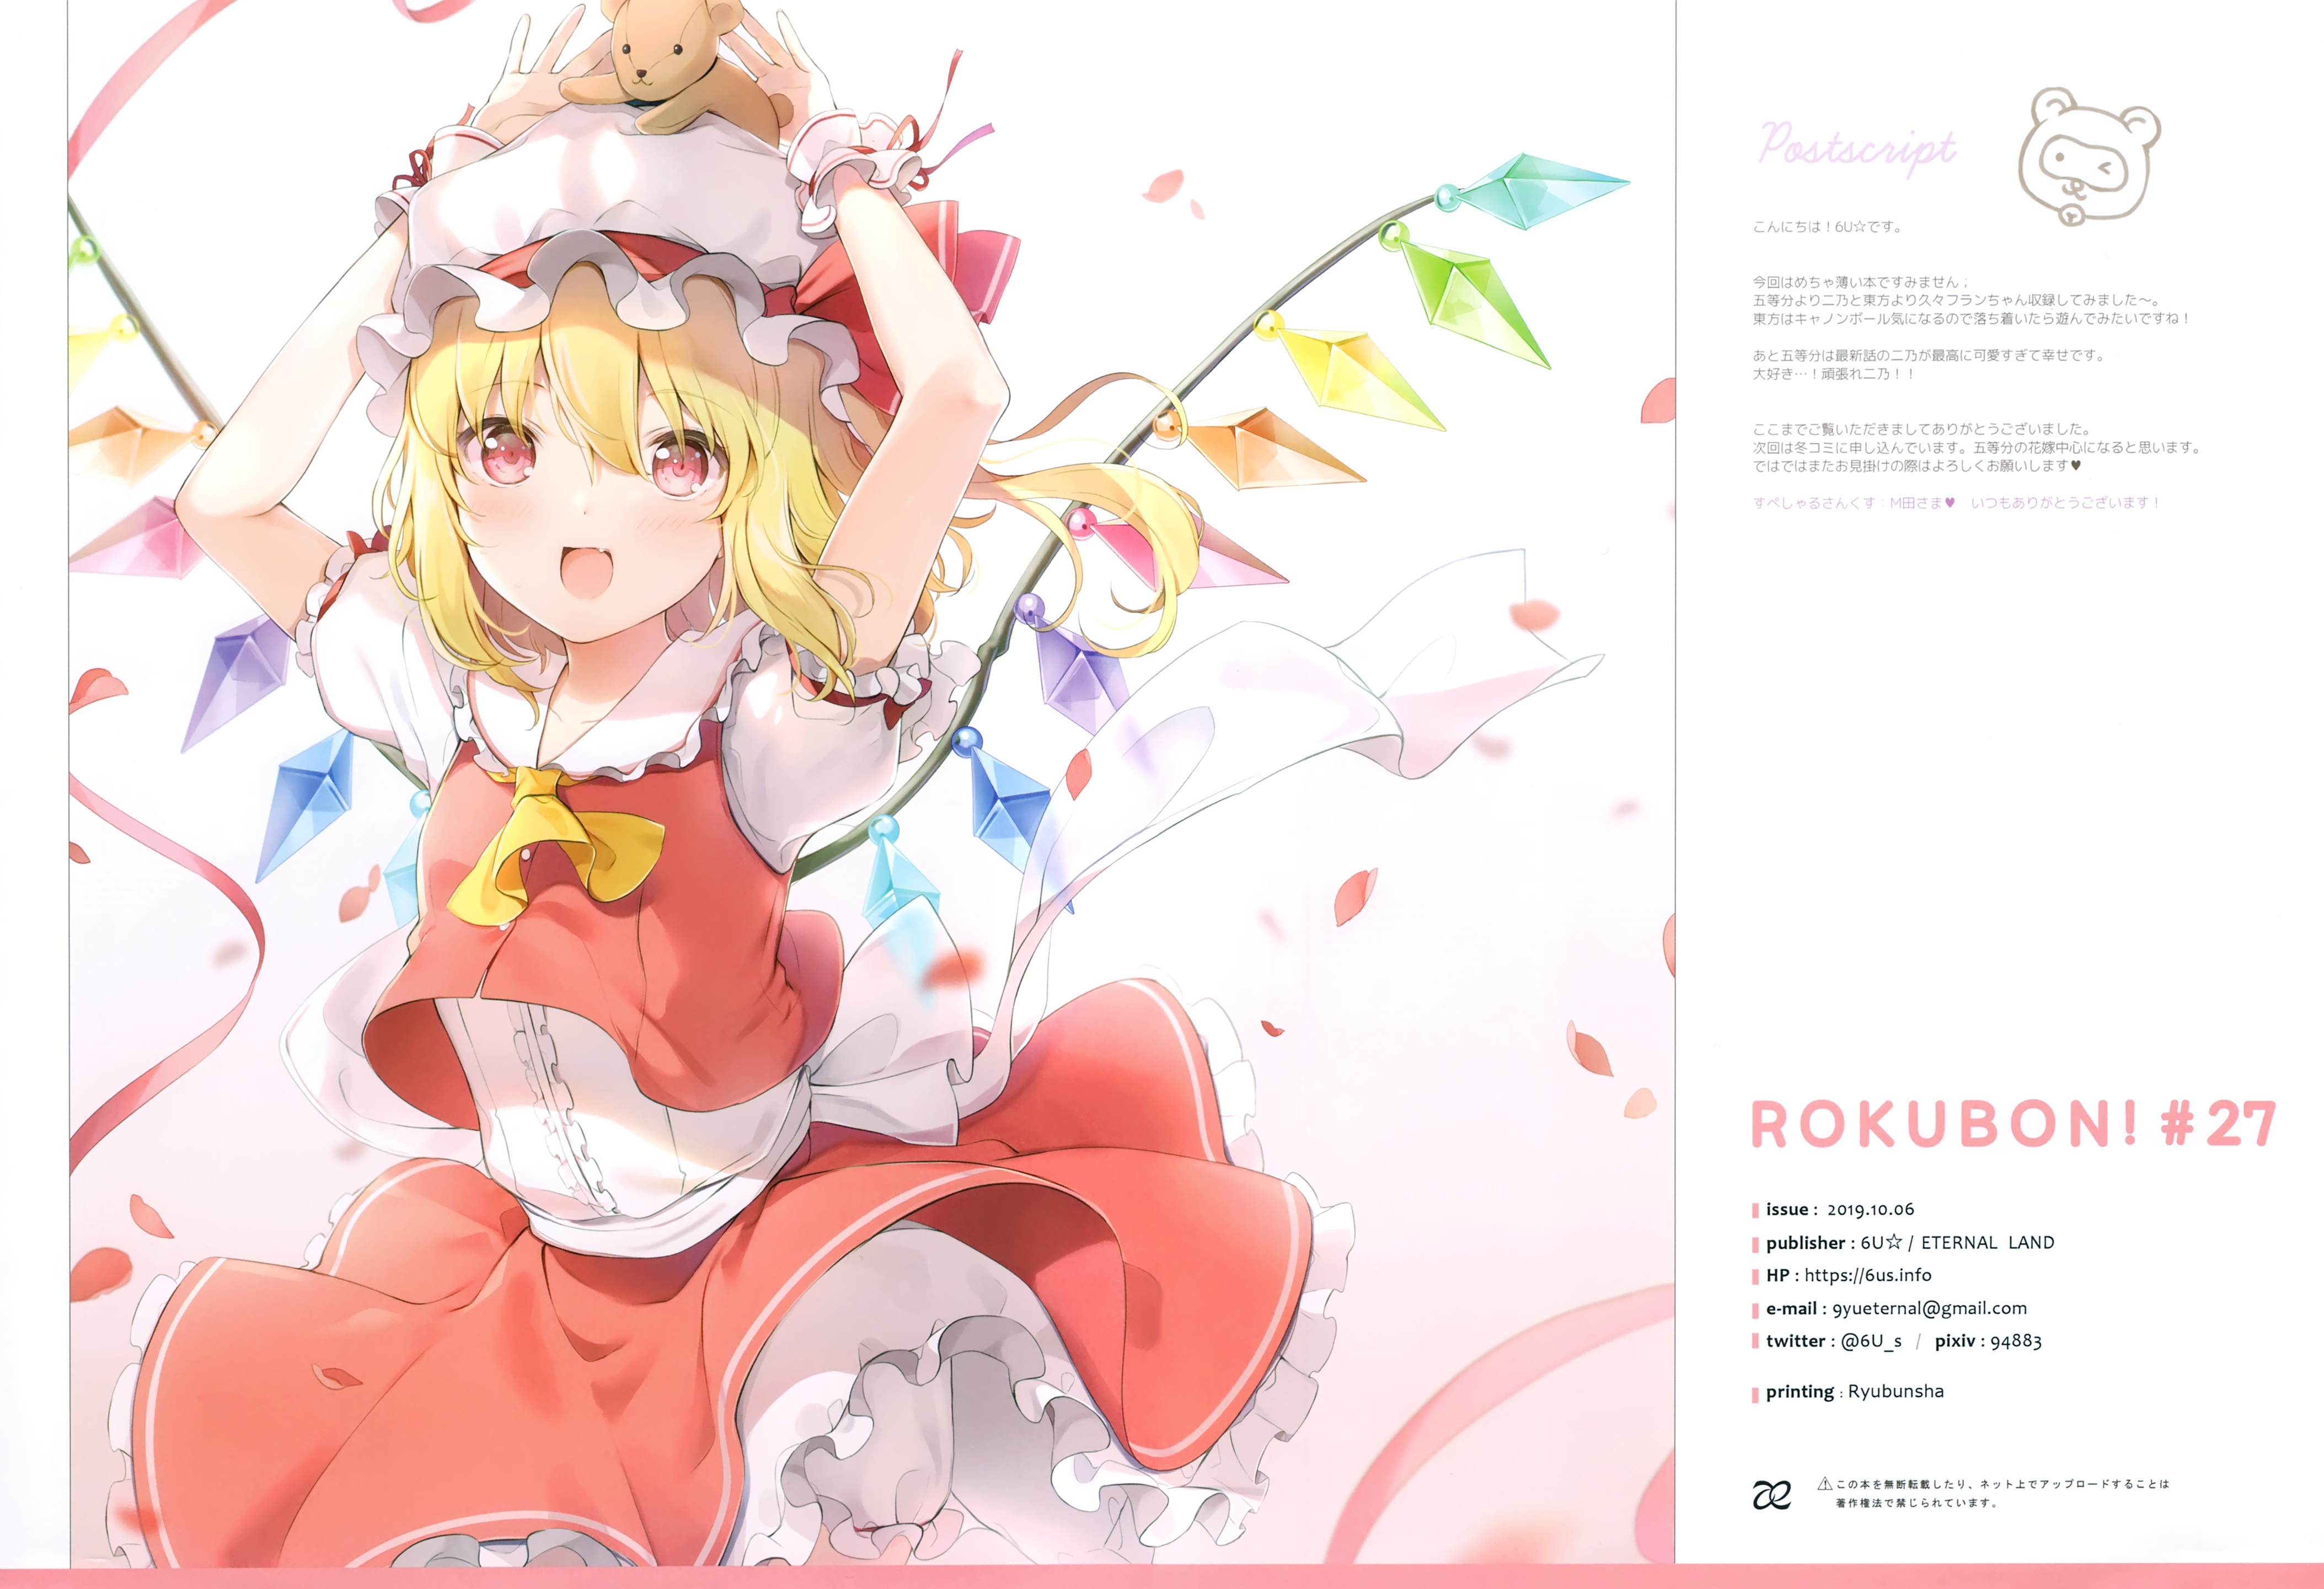 Postscript
こんにちは！6U☆です。
今回はめちゃ薄い本ですみません；
五等分より二乃と東方より久々フランちゃん収録してみました～。
東方はキャノンボール気になるので落ち着いたら遊んでみたいですね！
あと五等分は最新話の二乃が最高に可愛すぎて幸せです。
大好き…！頑張れ二乃！！
ここまでご覧いただきましてありがとうございました。
次回は冬コミに申し込んでいます。五等分の花嫁中心になると思います。
ではではまたお見掛けの際はよろしくお願いします♥
すぺしゃるさんくす：M田さま♥　いつもありがとうございます！
ROKUBON! #27
issue : 2019.10.06
publisher : 6U☆ / ETERNAL LAND
HP : https://6us.info
e-mail : 9yueternal@gmail.com
twitter : @6U_s / pixiv : 94883
printing : Ryubunsha
⚠この本を無断転載したり、ネット上でアップロードすることは
著作権法で禁じられています。